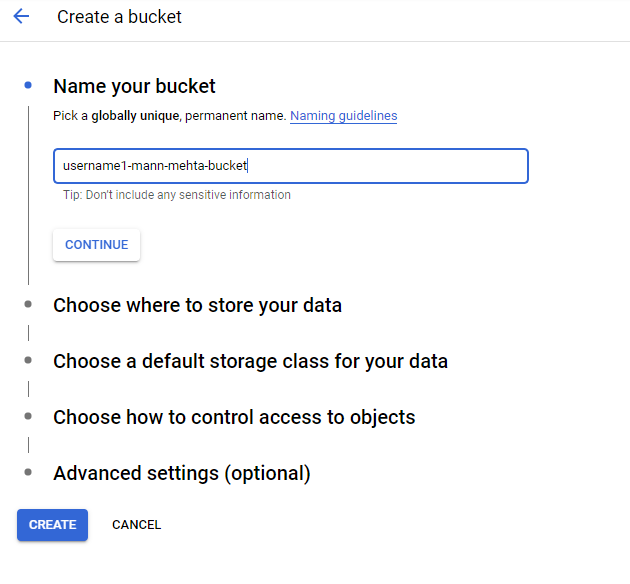 Create a bucket
Name your bucket
Pick a globally unique, permanent name. Naming guidelines
username1-mann-mehta-bucket
Tip: Don't include any sensitive information
CONTINUE
Choose where to store your data
Choose a default storage class for your data
Choose how to control access to objects
Advanced settings (optional)
CREATE CANCEL